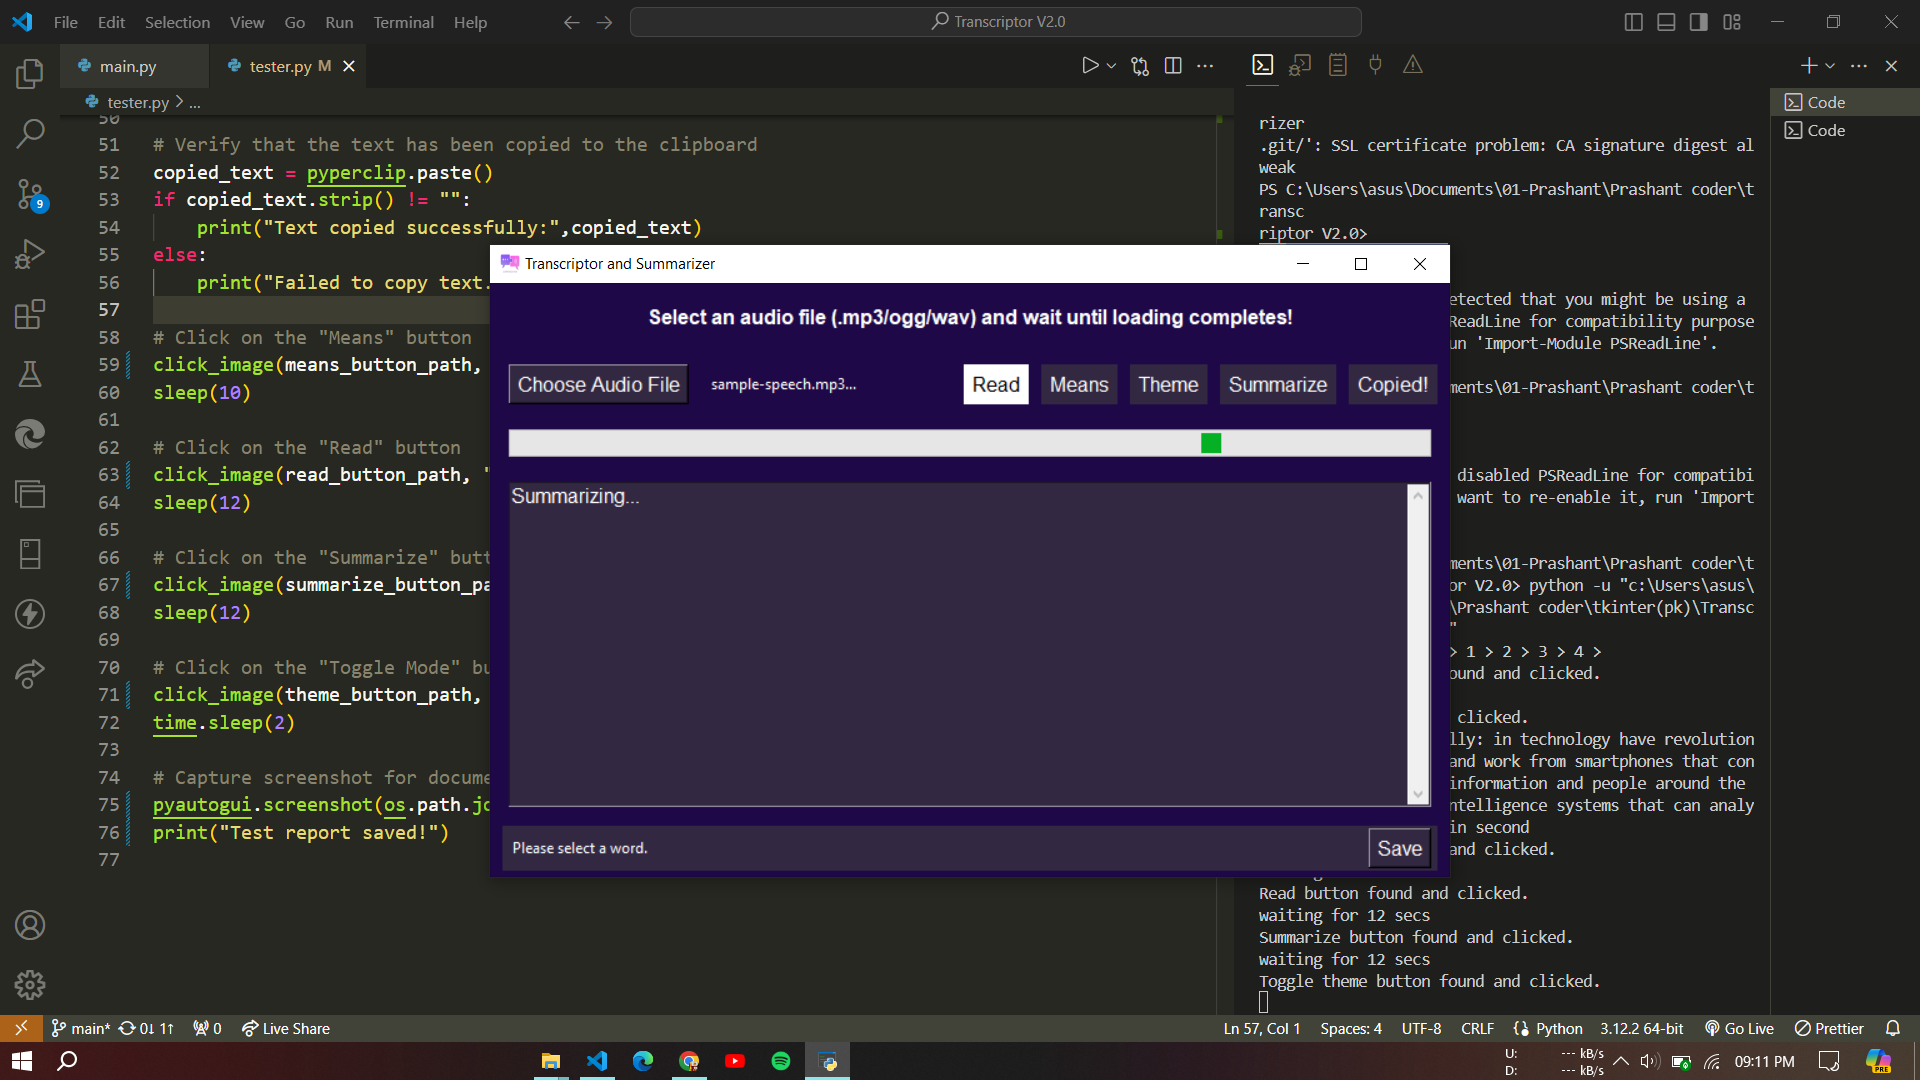 File Edit Selection View Go Run Terminal Help
Transcriptor V2.0
main.py
tester.py M
tester.py > ...
50
51 # Verify that the text has been copied to the clipboard
52 copied_text = pyperclip.paste()
53 if copied_text.strip() != "":
54 print("Text copied successfully:",copied_text)
55 else:
56 print("Failed to copy text.
57
58 # Click on the "Means" button
59 click_image(means_button_path,
60 sleep(10)
61
62 # Click on the "Read" button
63 click_image(read_button_path, "
64 sleep(12)
65
66 # Click on the "Summarize" butt
67 click_image(summarize_button_pa
68 sleep(12)
69
70 # Click on the "Toggle Mode" bu
71 click_image(theme_button_path,
72 time.sleep(2)
73
74 # Capture screenshot for docume
75 pyautogui.screenshot(os.path.jo
76 print("Test report saved!")
77
9
Transcriptor and Summarizer
Select an audio file (.mp3/ogg/wav) and wait until loading completes!
Choose Audio File sample-speech.mp3... Read Means Theme Summarize Copied!
Summarizing...
Please select a word. Save
rizer
.git/': SSL certificate problem: CA signature digest al
weak
PS C:\Users\asus\Documents\01-Prashant\Prashant coder\t
ransc
riptor V2.0>
etected that you might be using a
ReadLine for compatibility purpose
un 'Import-Module PSReadLine'.
ments\01-Prashant\Prashant coder\t
disabled PSReadLine for compatibi
want to re-enable it, run 'Import
ments\01-Prashant\Prashant coder\t
or V2.0> python -u "c:\Users\asus\
\Prashant coder\tkinter(pk)\Transc
"
> 1 > 2 > 3 > 4 >
ound and clicked.
clicked.
lly: in technology have revolution
and work from smartphones that con
information and people around the
ntelligence systems that can analy
in second
and clicked.
Read button found and clicked.
waiting for 12 secs
Summarize button found and clicked.
waiting for 12 secs
Toggle theme button found and clicked.
Code
Code
main* 0↓ 1↑ 0 Live Share
Ln 57, Col 1 Spaces: 4 UTF-8 CRLF Python 3.12.2 64-bit Go Live Prettier
U: --- kB/s
D: --- kB/s
09:11 PM
PRE